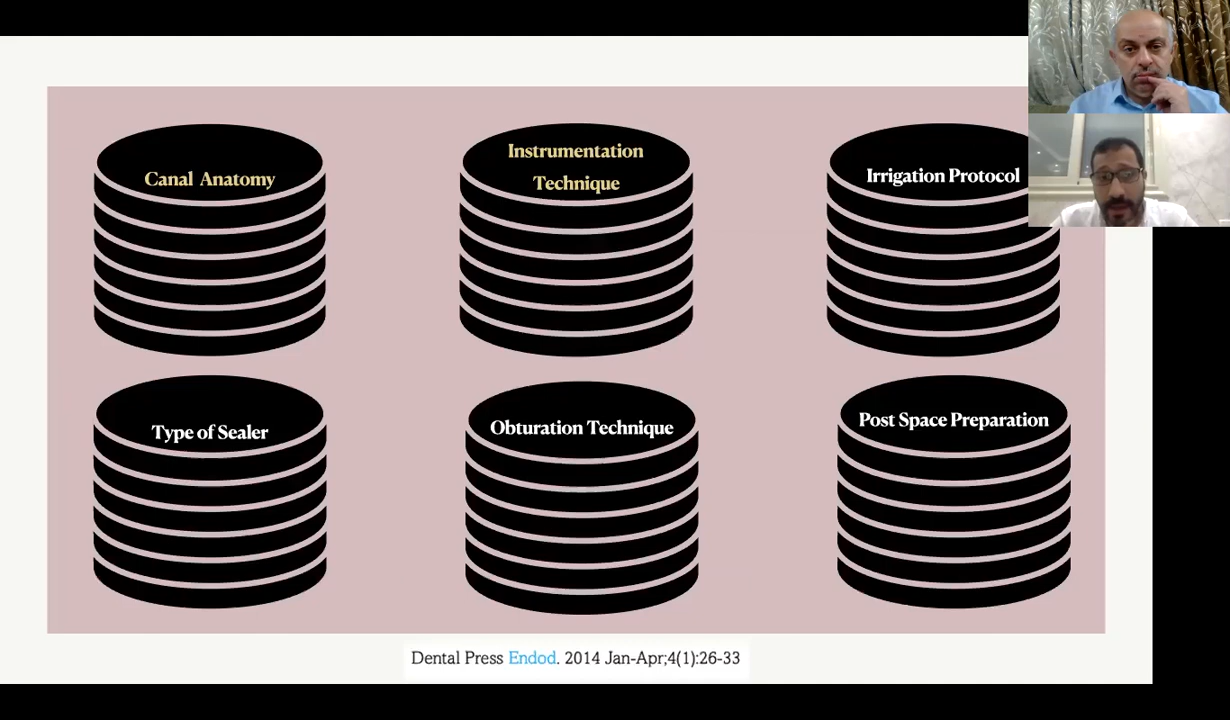 Canal Anatomy
Instrumentation
Technique
Irrigation Protocol
Type of Sealer
Obturation Technique
Post Space Preparation
Dental Press Endod. 2014 Jan-Apr;4(1):26-33